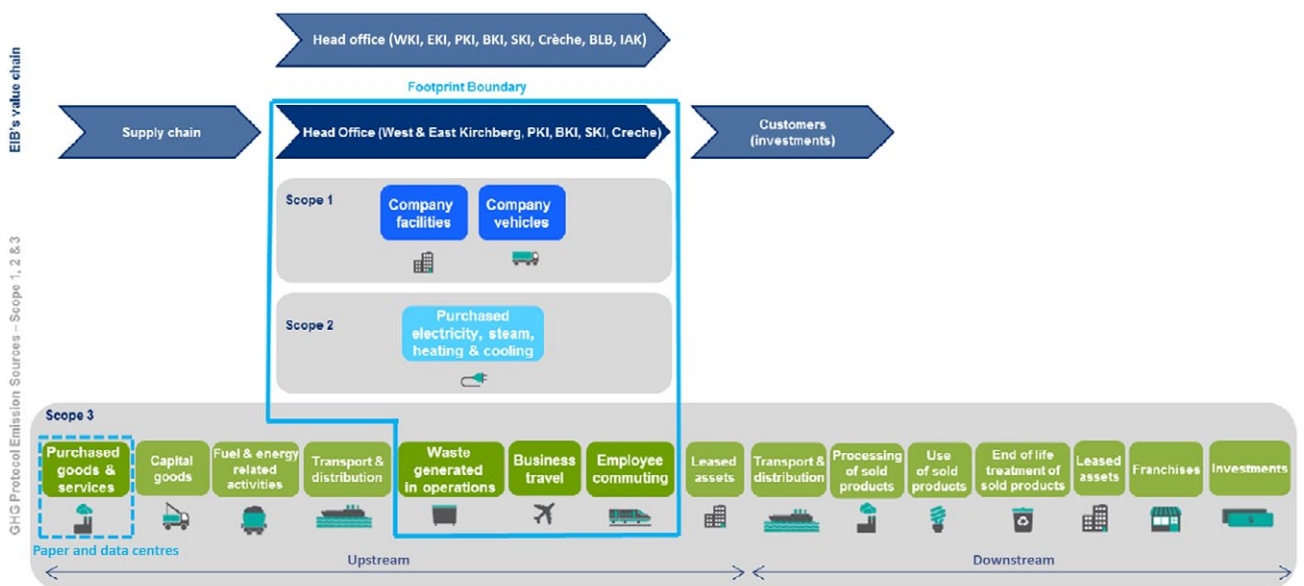 Head office (WKI, EKI, PKI, BKI, SKI, Crèche, BLB, IAK)
Footprint Boundary
EIB's value chain
Supply chain
Head Office (West & East Kirchberg, PKI, BKI, SKI, Creche)
Customers
(investments)
Scope 1
Company
facilities
Company
vehicles
Scope 2
Purchased
electricity, steam,
heating & cooling
GHG Protocol Emission Sources – Scope 1, 2 & 3
Scope 3
Purchased
goods &
services
Capital
goods
Fuel & energy
related
activities
Transport &
distribution
Waste
generated
in operations
Business
travel
Employee
commuting
Leased
assets
Transport &
distribution
Processing
of sold
products
Use
of sold
products
End of life
treatment of
sold products
Leased
assets
Franchises
Investments
$
Paper and data centres
Upstream
Downstream